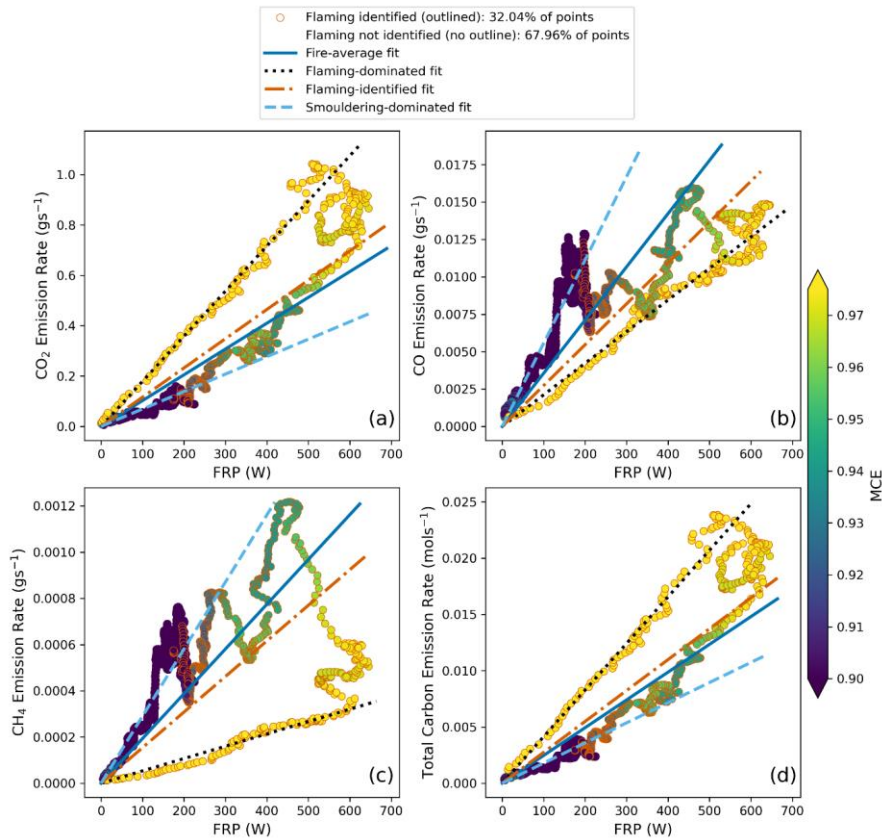 Flaming identified (outlined): 32.04% of points
Flaming not identified (no outline): 67.96% of points
Fire-average fit
Flaming-dominated fit
Flaming-identified fit
Smouldering-dominated fit
CO₂ Emission Rate (gs⁻¹)
1.0
0.8
0.6
0.4
0.2
0.0
0 100 200 300 400 500 600 700
FRP (W)
(a)
CO Emission Rate (gs⁻¹)
0.0175
0.0150
0.0125
0.0100
0.0075
0.0050
0.0025
0.0000
0 100 200 300 400 500 600 700
FRP (W)
(b)
CH₄ Emission Rate (gs⁻¹)
0.0012
0.0010
0.0008
0.0006
0.0004
0.0002
0.0000
0 100 200 300 400 500 600 700
FRP (W)
(c)
Total Carbon Emission Rate (mols⁻¹)
0.025
0.020
0.015
0.010
0.005
0.000
0 100 200 300 400 500 600 700
FRP (W)
(d)
0.97
0.96
0.95
0.94
0.93
0.92
0.91
0.90
MCE